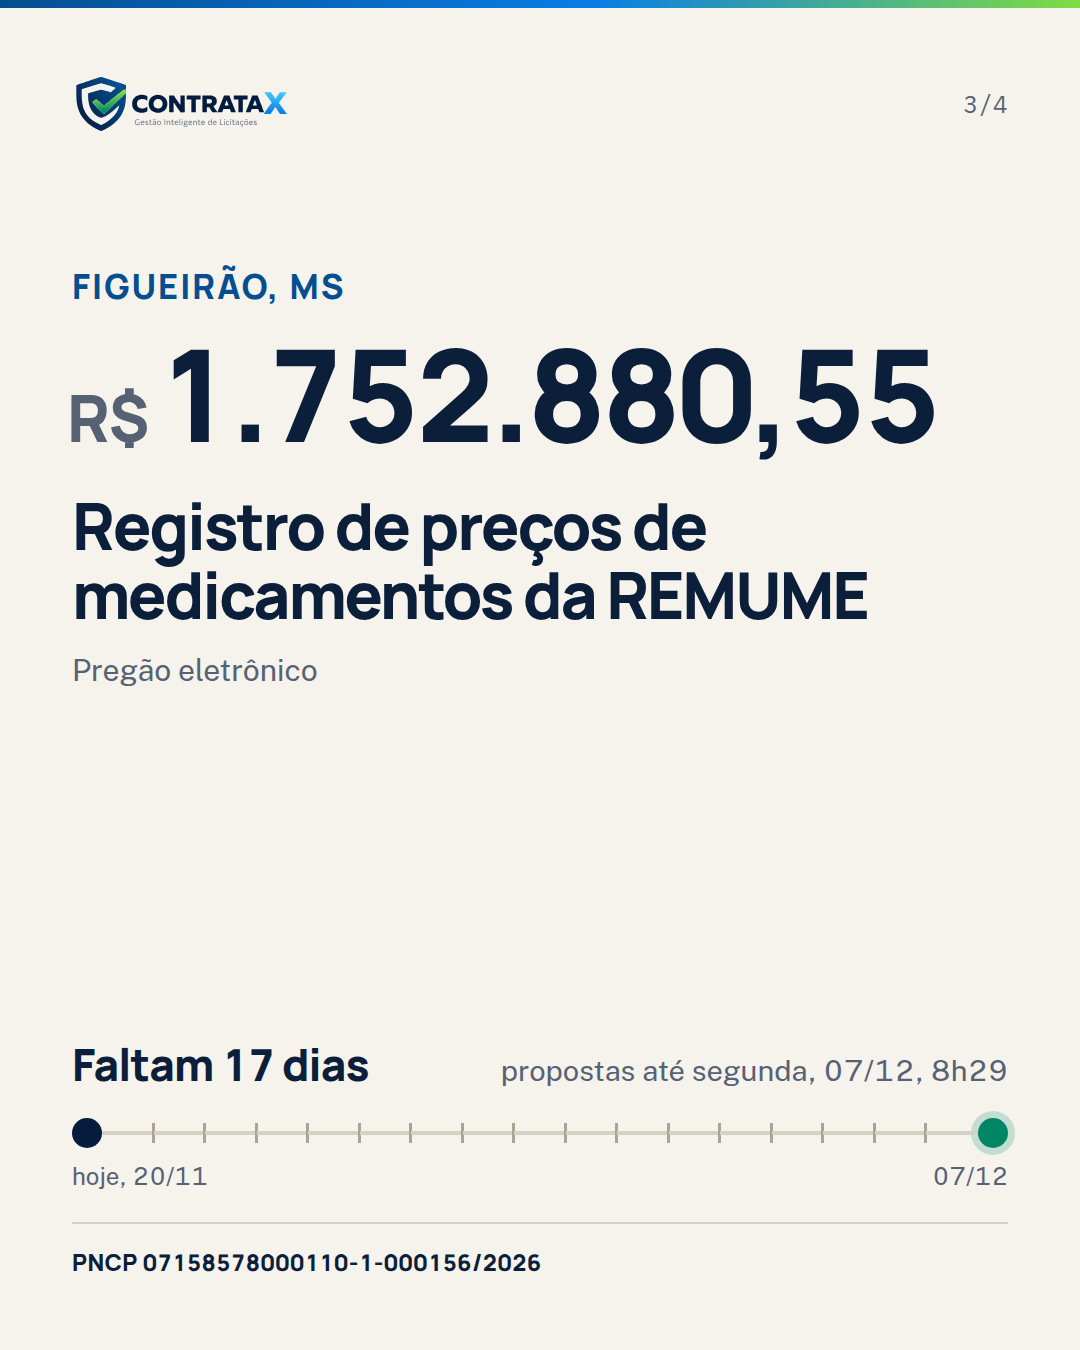 CONTRATAX
Gestão Inteligente de Licitações
3/4
FIGUEIRÃO, MS
R$ 1.752.880,55
Registro de preços de
medicamentos da REMUME
Pregão eletrônico
Faltam 17 dias
propostas até segunda, 07/12, 8h29
hoje, 20/11
07/12
PNCP 07158578000110-1-000156/2026